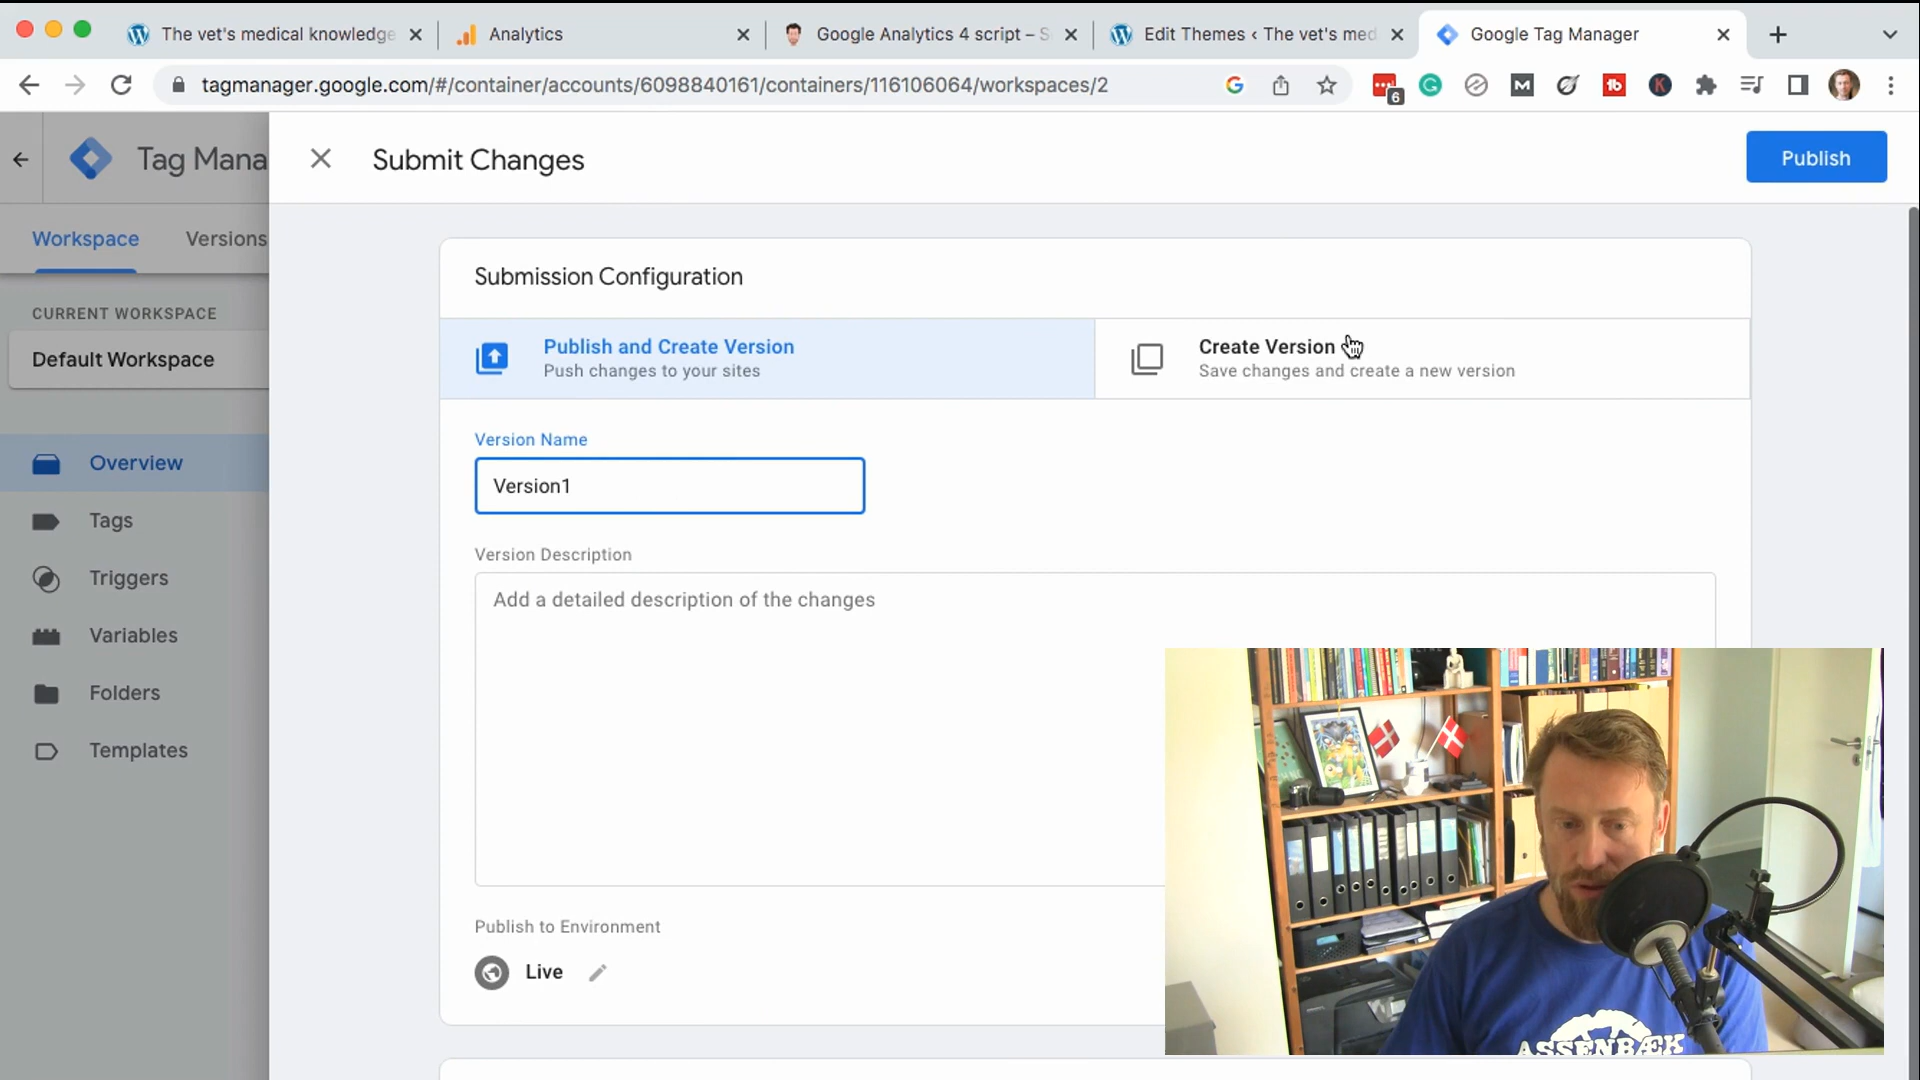 The vet's medical knowledge
Analytics
Google Analytics 4 script – S
Edit Themes < The vet's med
Google Tag Manager
tagmanager.google.com/#/container/accounts/6098840161/containers/116106064/workspaces/2
6
Tag Mana
Submit Changes
Publish
Workspace
Versions
Submission Configuration
CURRENT WORKSPACE
Default Workspace
Publish and Create Version
Push changes to your sites
Create Version
Save changes and create a new version
Version Name
Version1
Overview
Tags
Triggers
Variables
Folders
Templates
Version Description
Add a detailed description of the changes
Publish to Environment
Live
ASSENBÆK